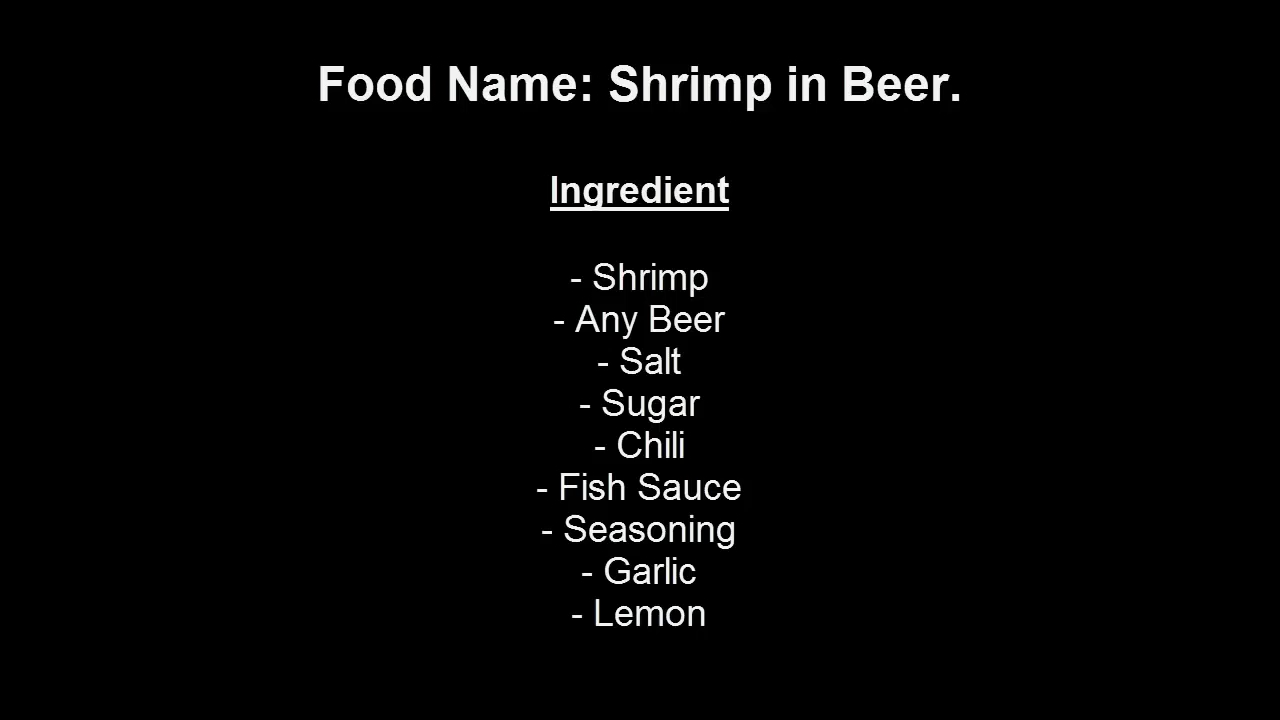 Food Name: Shrimp in Beer.
Ingredient
- Shrimp
- Any Beer
- Salt
- Sugar
- Chili
- Fish Sauce
- Seasoning
- Garlic
- Lemon